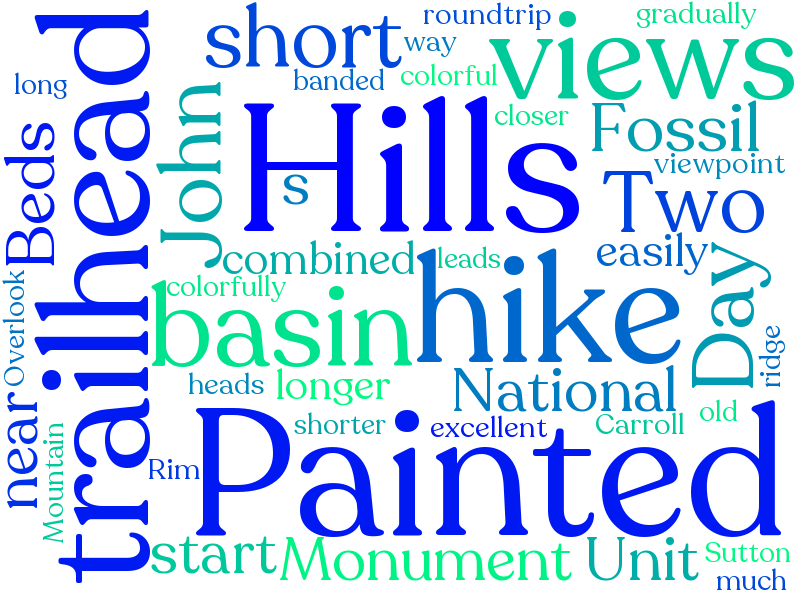 roundtrip
gradually
short
way
views
long
banded
colorful
trailhead
John
Hills
closer
Fossil
Beds
s
viewpoint
Two
combined
leads
easily
hike
Day
Overlook
colorfully
basin
ridge
heads
longer
National
near
Painted
shorter
excellent
Carroll
old
Mountain
Rim
start
Monument
Unit
Sutton
much